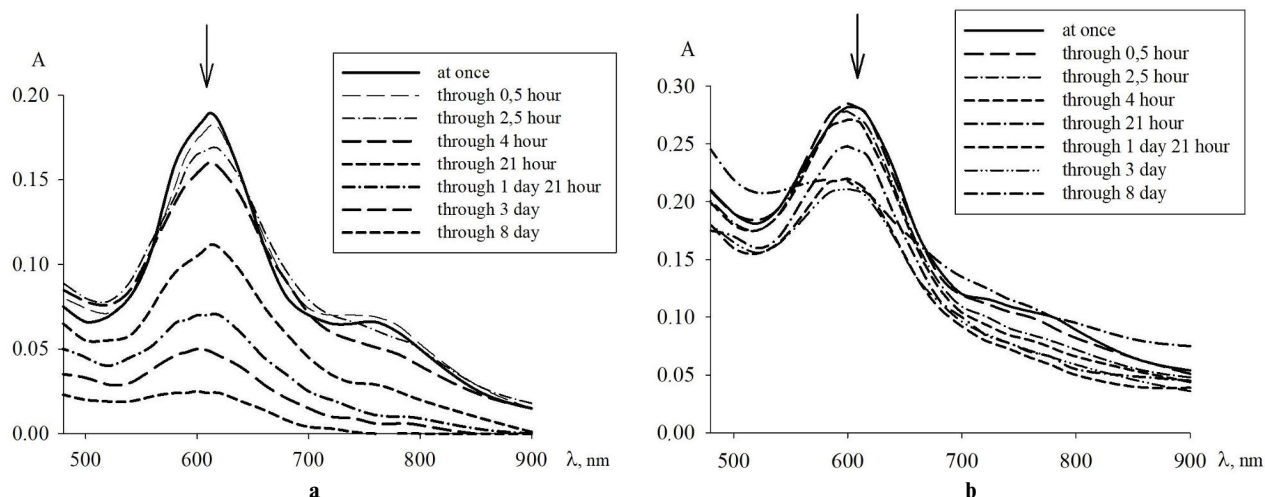 A
0.20
0.15
0.10
0.05
0.00
500 600 700 800 900 λ, nm
at once
through 0,5 hour
through 2,5 hour
through 4 hour
through 21 hour
through 1 day 21 hour
through 3 day
through 8 day
a
A
0.30
0.25
0.20
0.15
0.10
0.05
0.00
500 600 700 800 900 λ, nm
at once
through 0,5 hour
through 2,5 hour
through 4 hour
through 21 hour
through 1 day 21 hour
through 3 day
through 8 day
b